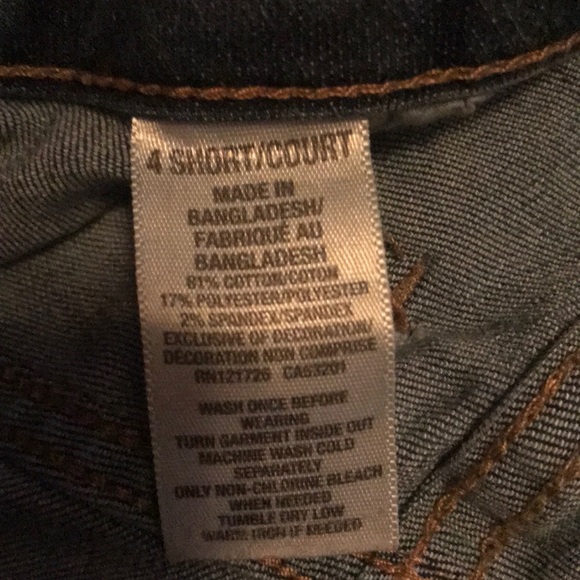 4 SHORT/COURT
MADE IN
BANGLADESH/
FABRIQUÉ AU
BANGLADESH
81% COTTON/COTON
17% POLYESTER/POLYESTER
2% SPANDEX/SPANDEX
EXCLUSIVE OF DECORATION/
DÉCORATION NON COMPRISE
RN121726 CA53201
WASH ONCE BEFORE
WEARING
TURN GARMENT INSIDE OUT
MACHINE WASH COLD
SEPARATELY
ONLY NON-CHLORINE BLEACH
WHEN NEEDED
TUMBLE DRY LOW
WARM IRON IF NEEDED